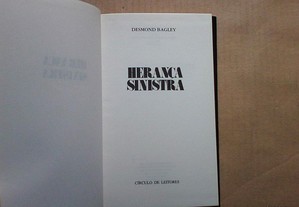 DESMOND BAGLEY
HERANÇA
SINISTRA
CÍRCULO DE LEITORES